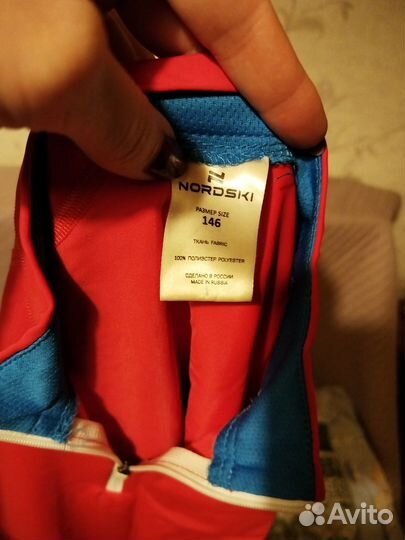 NORDSKI
РАЗМЕР SIZE
146
ТКАНЬ FABRIC
100% ПОЛИЭСТЕР POLYESTER
СДЕЛАНО В РОССИИ
MADE IN RUSSIA
Avito